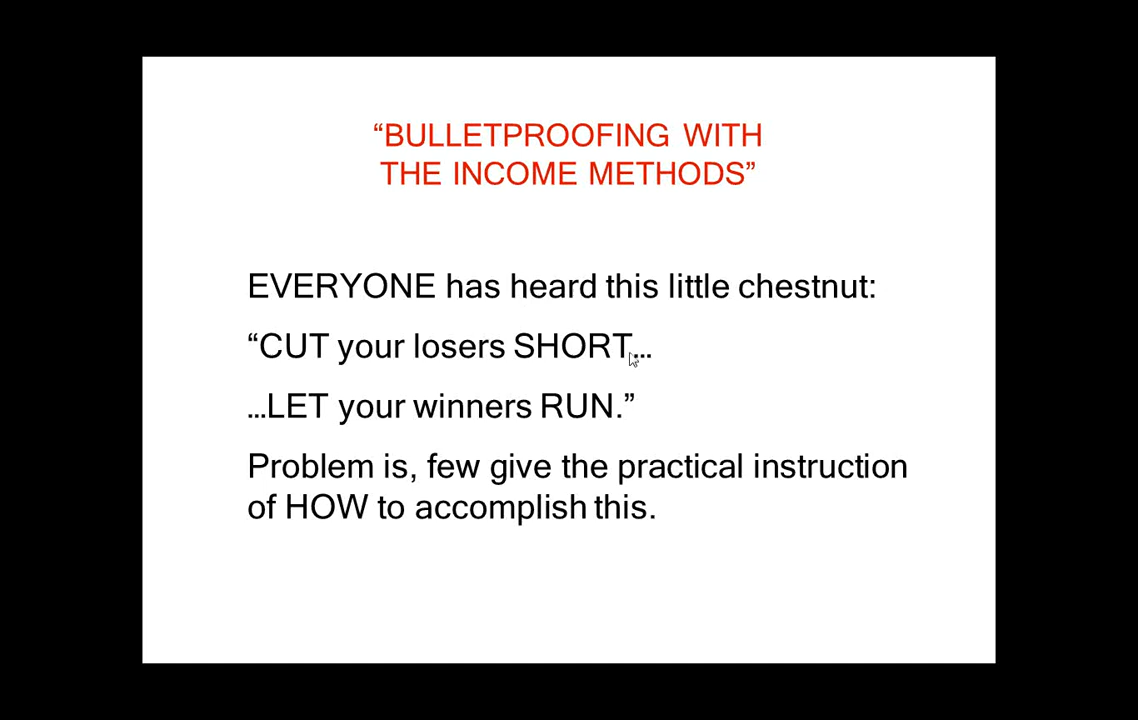 “BULLETPROOFING WITH
THE INCOME METHODS”
EVERYONE has heard this little chestnut:
“CUT your losers SHORT...
...LET your winners RUN.”
Problem is, few give the practical instruction
of HOW to accomplish this.